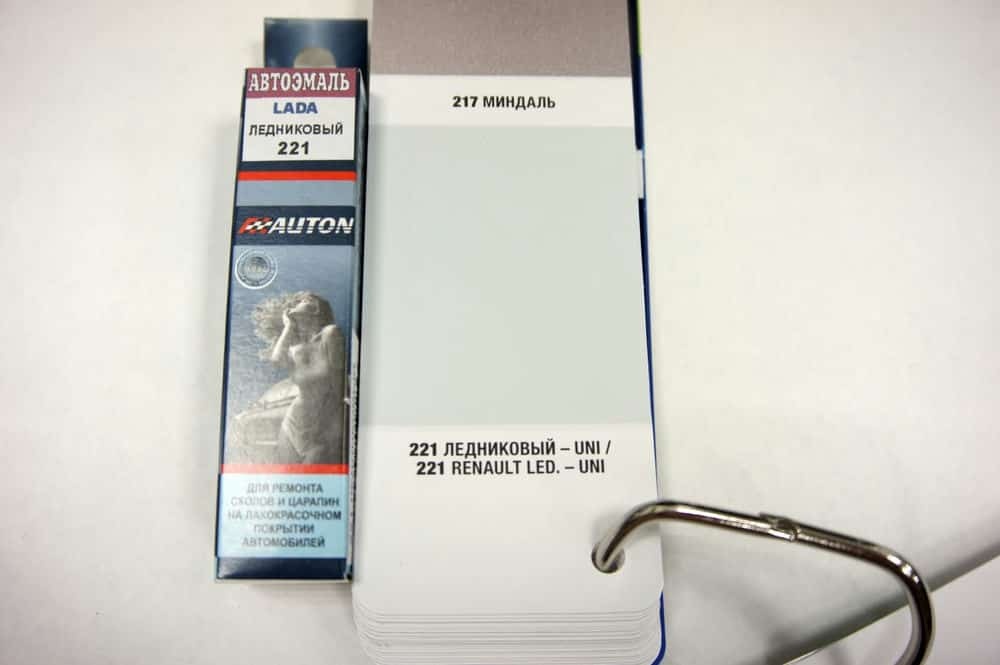 АВТОЭМАЛЬ
LADA
ЛЕДНИКОВЫЙ
221
AUTON
ДЛЯ РЕМОНТА
СКОЛОВ И ЦАРАПИН
НА ЛАКОКРАСОЧНОМ
ПОКРЫТИИ
АВТОМОБИЛЕЙ
217 МИНДАЛЬ
221 ЛЕДНИКОВЫЙ – UNI /
221 RENAULT LED. – UNI